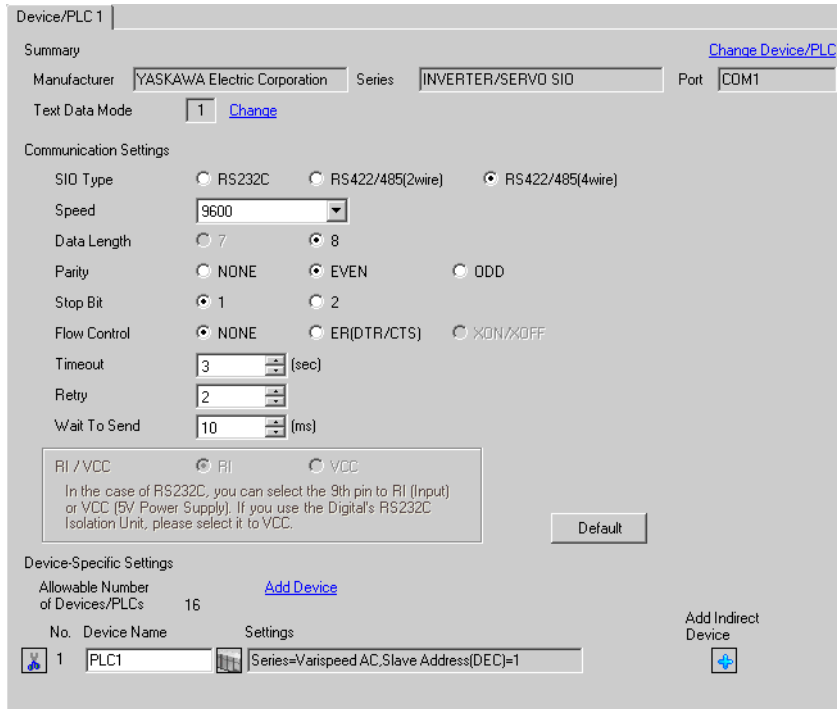 Device/PLC 1
Summary
Change Device/PLC
Manufacturer YASKAWA Electric Corporation Series INVERTER/SERVO SIO Port COM1
Text Data Mode 1 Change
Communication Settings
SIO Type RS232C RS422/485(2wire) RS422/485(4wire)
Speed 9600
Data Length 7 8
Parity NONE EVEN ODD
Stop Bit 1 2
Flow Control NONE ER(DTR/CTS) XON/XOFF
Timeout 3 (sec)
Retry 2
Wait To Send 10 (ms)
RI / VCC RI VCC
In the case of RS232C, you can select the 9th pin to RI (Input)
or VCC (5V Power Supply). If you use the Digital's RS232C
Isolation Unit, please select it to VCC.
Default
Device-Specific Settings
Allowable Number
of Devices/PLCs 16
Add Device
Add Indirect
Device
No. Device Name Settings
1 PLC1 Series=Varispeed AC,Slave Address(DEC)=1